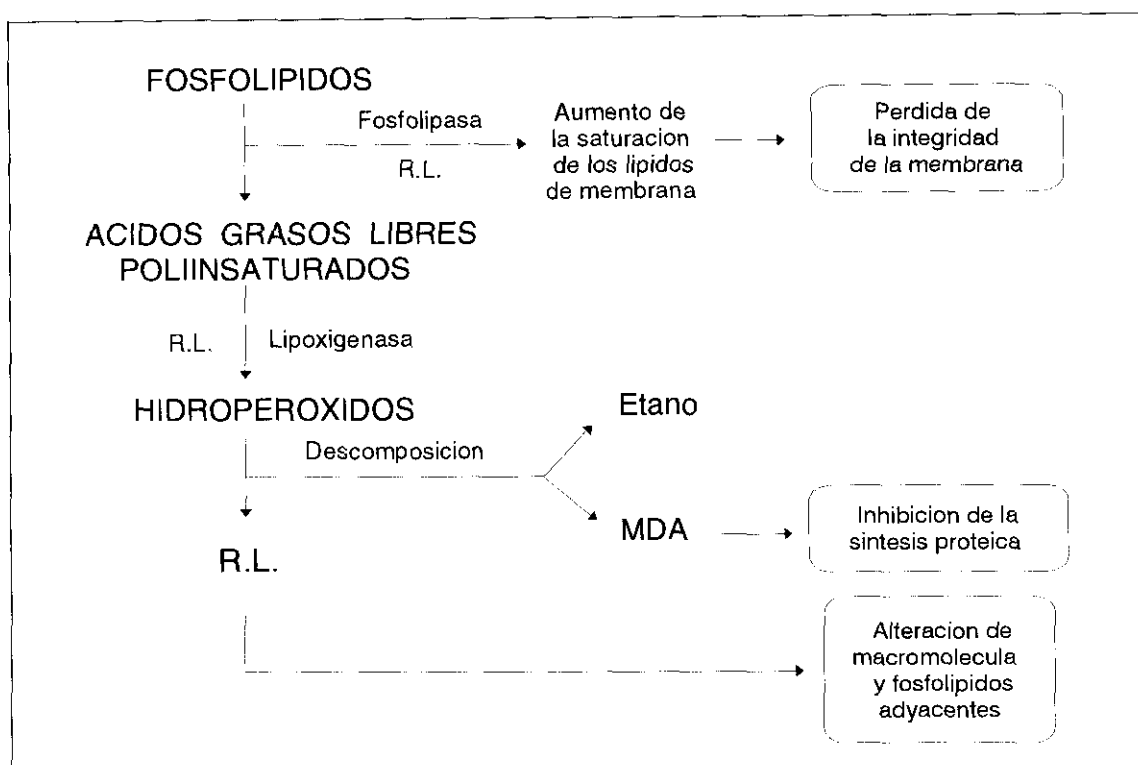 FOSFOLIPIDOS
Fosfolipasa
R.L.
Aumento de
la saturacion
de los lipidos
de membrana
Perdida de
la integridad
de la membrana
ACIDOS GRASOS LIBRES
POLIINSATURADOS
R.L.
Lipoxigenasa
HIDROPEROXIDOS
Descomposicion
Etano
MDA
Inhibicion de la
sintesis proteica
R.L.
Alteracion de
macromolecula
y fosfolipidos
adyacentes